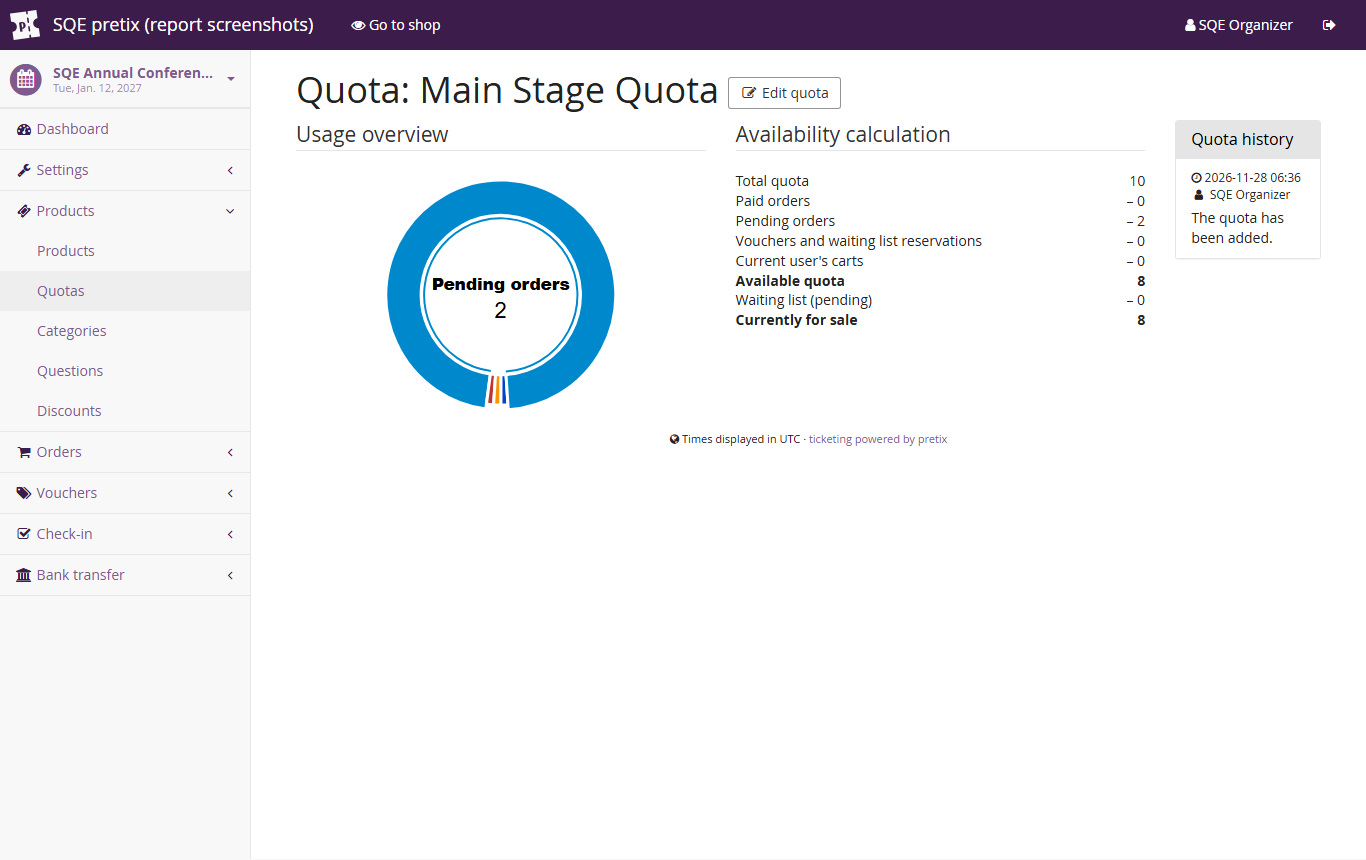 SQE pretix (report screenshots)
Go to shop
SQE Organizer
SQE Annual Conferen...
Tue, Jan. 12, 2027
Dashboard
Settings
Products
Products
Quotas
Categories
Questions
Discounts
Orders
Vouchers
Check-in
Bank transfer
Quota: Main Stage Quota
Edit quota
Usage overview
Pending orders
2
Availability calculation
Total quota 10
Paid orders – 0
Pending orders – 2
Vouchers and waiting list reservations – 0
Current user's carts – 0
Available quota 8
Waiting list (pending) – 0
Currently for sale 8
Quota history
2026-11-28 06:36
SQE Organizer
The quota has
been added.
Times displayed in UTC · ticketing powered by pretix